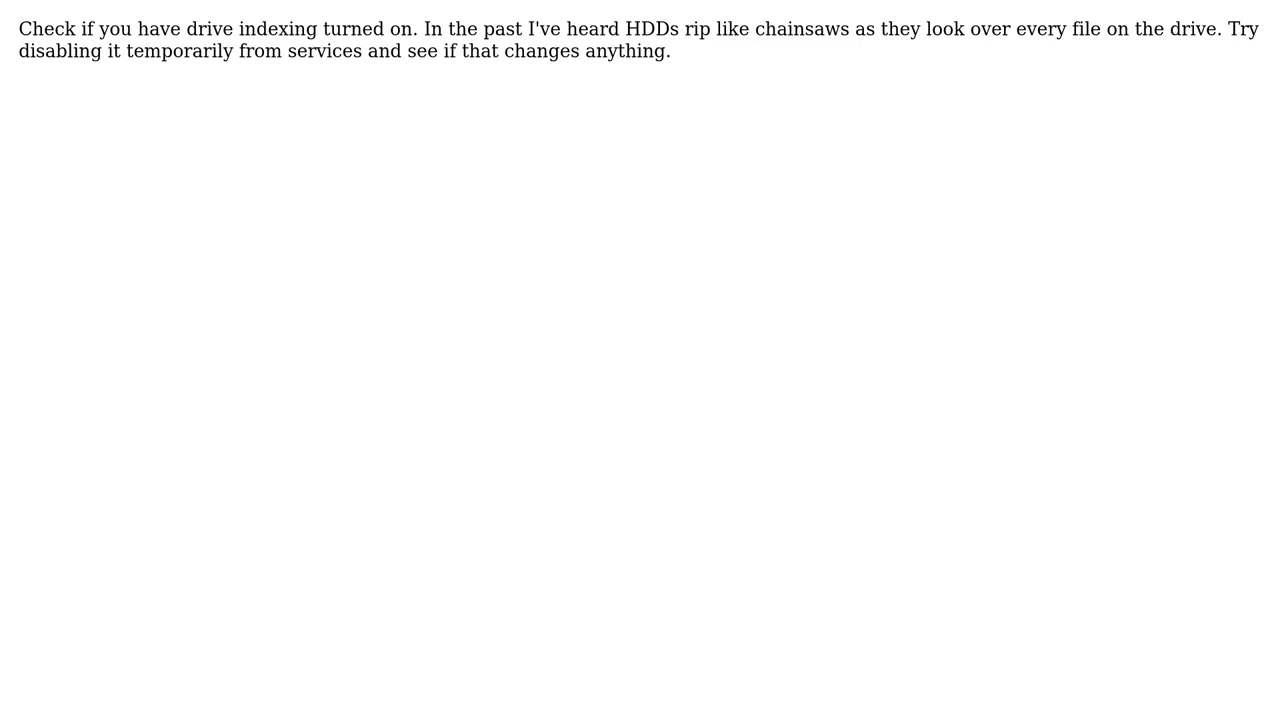 Check if you have drive indexing turned on. In the past I've heard HDDs rip like chainsaws as they look over every file on the drive. Try
disabling it temporarily from services and see if that changes anything.